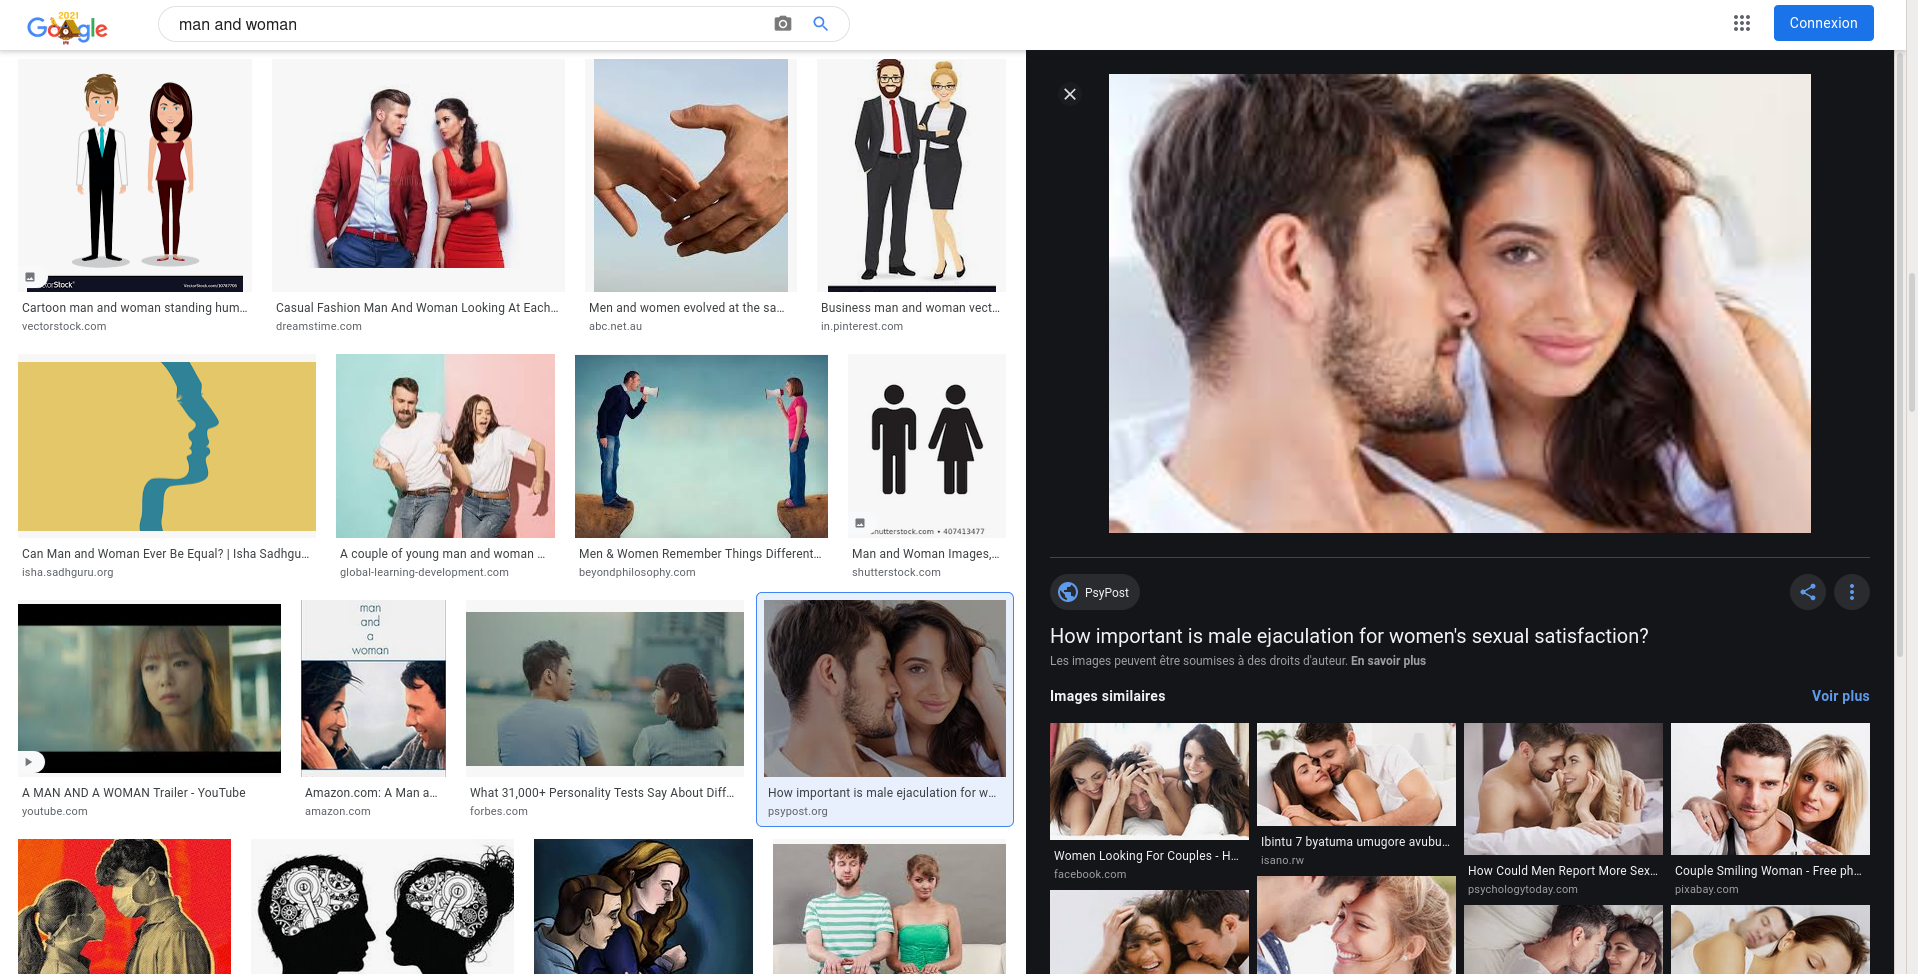 2021
Google
man and woman
Connexion
orStock®
VectorStock.com/10787700
Cartoon man and woman standing hum...
vectorstock.com
Casual Fashion Man And Woman Looking At Each...
dreamstime.com
Men and women evolved at the sa...
abc.net.au
Business man and woman vect...
in.pinterest.com
shutterstock.com • 407413477
Can Man and Woman Ever Be Equal? | Isha Sadhgu...
isha.sadhguru.org
A couple of young man and woman ...
global-learning-development.com
Men & Women Remember Things Different...
beyondphilosophy.com
Man and Woman Images,...
shutterstock.com
man
and
a
woman
A MAN AND A WOMAN Trailer - YouTube
youtube.com
Amazon.com: A Man a...
amazon.com
What 31,000+ Personality Tests Say About Diff...
forbes.com
How important is male ejaculation for w...
psypost.org
PsyPost
How important is male ejaculation for women's sexual satisfaction?
Les images peuvent être soumises à des droits d'auteur. En savoir plus
Images similaires
Voir plus
Women Looking For Couples - H...
facebook.com
Ibintu 7 byatuma umugore avubu...
isano.rw
How Could Men Report More Sex...
psychologytoday.com
Couple Smiling Woman - Free ph...
pixabay.com